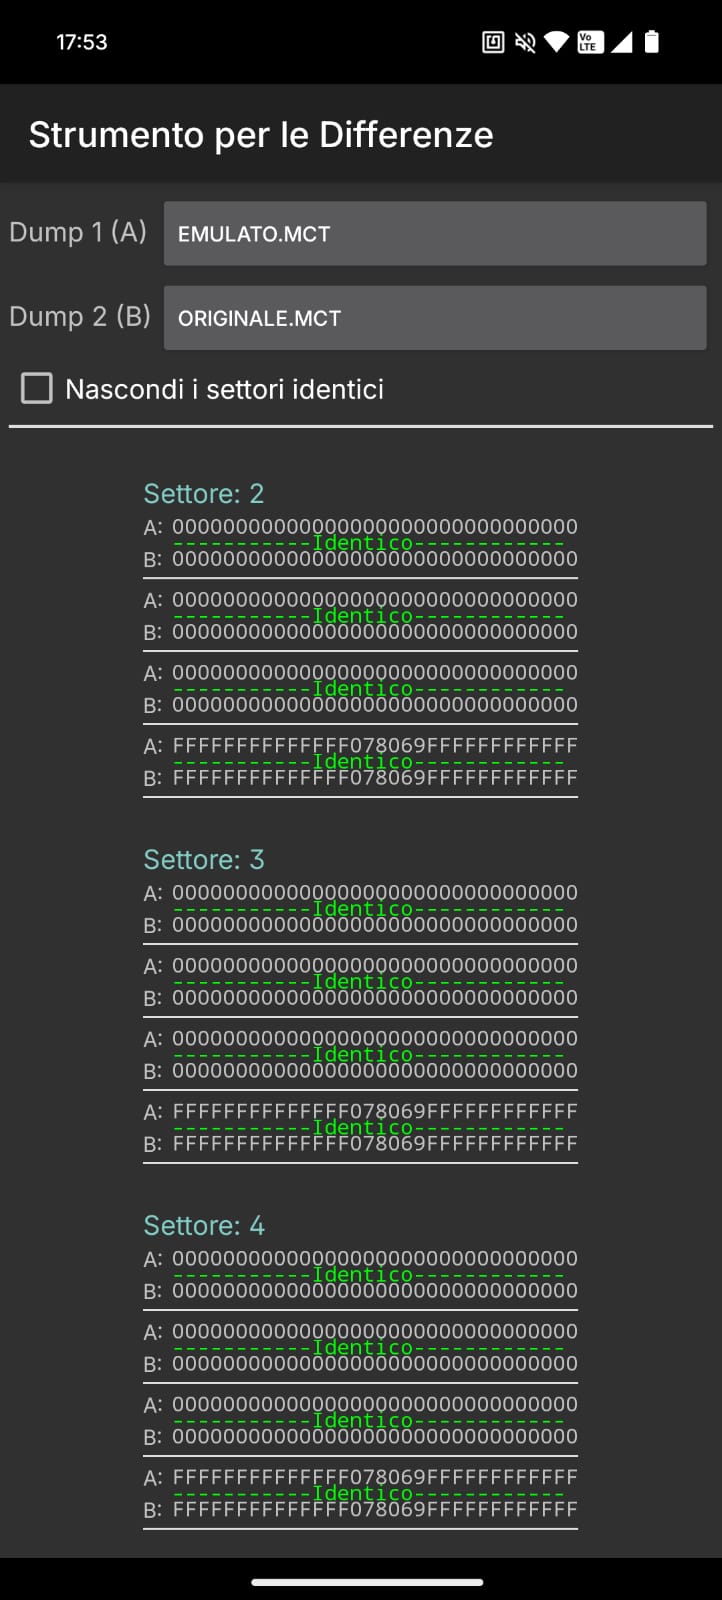 17:53
Vo
LTE
Strumento per le Differenze
Dump 1 (A) EMULATO.MCT
Dump 2 (B) ORIGINALE.MCT
Nascondi i settori identici
Settore: 2
A: 00000000000000000000000000000000
-----------Identico------------
B: 00000000000000000000000000000000
A: 00000000000000000000000000000000
-----------Identico------------
B: 00000000000000000000000000000000
A: 00000000000000000000000000000000
-----------Identico------------
B: 00000000000000000000000000000000
A: FFFFFFFFFFFFFF078069FFFFFFFFFFFF
-----------Identico------------
B: FFFFFFFFFFFFFF078069FFFFFFFFFFFF
Settore: 3
A: 00000000000000000000000000000000
-----------Identico------------
B: 00000000000000000000000000000000
A: 00000000000000000000000000000000
-----------Identico------------
B: 00000000000000000000000000000000
A: 00000000000000000000000000000000
-----------Identico------------
B: 00000000000000000000000000000000
A: FFFFFFFFFFFFFF078069FFFFFFFFFFFF
-----------Identico------------
B: FFFFFFFFFFFFFF078069FFFFFFFFFFFF
Settore: 4
A: 00000000000000000000000000000000
-----------Identico------------
B: 00000000000000000000000000000000
A: 00000000000000000000000000000000
-----------Identico------------
B: 00000000000000000000000000000000
A: 00000000000000000000000000000000
-----------Identico------------
B: 00000000000000000000000000000000
A: FFFFFFFFFFFFFF078069FFFFFFFFFFFF
-----------Identico------------
B: FFFFFFFFFFFFFF078069FFFFFFFFFFFF